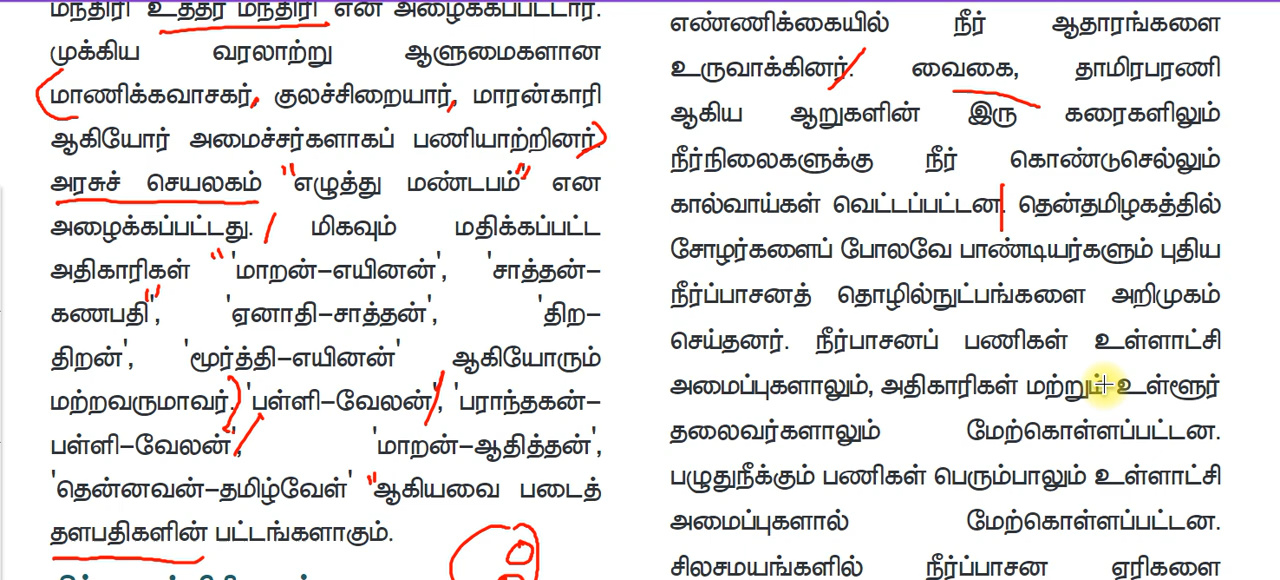 மந்திரி உத்தர மந்திரி என அழைக்கப்பட்டார்.
முக்கிய வரலாற்று ஆளுமைகளான
மாணிக்கவாசகர், குலச்சிறையார், மாரன்காரி
ஆகியோர் அமைச்சர்களாகப் பணியாற்றினர்.
அரசுச் செயலகம் "எழுத்து மண்டபம்" என
அழைக்கப்பட்டது. மிகவும் மதிக்கப்பட்ட
அதிகாரிகள் 'மாறன்–எயினன்', 'சாத்தன்–
கணபதி', 'ஏனாதி–சாத்தன்', 'திற–
திறன்', 'மூர்த்தி–எயினன்' ஆகியோரும்
மற்றவருமாவர். 'பள்ளி–வேலன்', 'பராந்தகன்–
பள்ளி–வேலன்', 'மாறன்–ஆதித்தன்',
'தென்னவன்–தமிழ்வேள்' ஆகியவை படைத்
தளபதிகளின் பட்டங்களாகும்.
எண்ணிக்கையில் நீர் ஆதாரங்களை
உருவாக்கினர். வைகை, தாமிரபரணி
ஆகிய ஆறுகளின் இரு கரைகளிலும்
நீர்நிலைகளுக்கு நீர் கொண்டுசெல்லும்
கால்வாய்கள் வெட்டப்பட்டன. தென்தமிழகத்தில்
சோழர்களைப் போலவே பாண்டியர்களும் புதிய
நீர்ப்பாசனத் தொழில்நுட்பங்களை அறிமுகம்
செய்தனர். நீர்பாசனப் பணிகள் உள்ளாட்சி
அமைப்புகளாலும், அதிகாரிகள் மற்றும் உள்ளூர்
தலைவர்களாலும் மேற்கொள்ளப்பட்டன.
பழுதுநீக்கும் பணிகள் பெரும்பாலும் உள்ளாட்சி
அமைப்புகளால் மேற்கொள்ளப்பட்டன.
சிலசமயங்களில் நீர்ப்பாசன ஏரிகளை